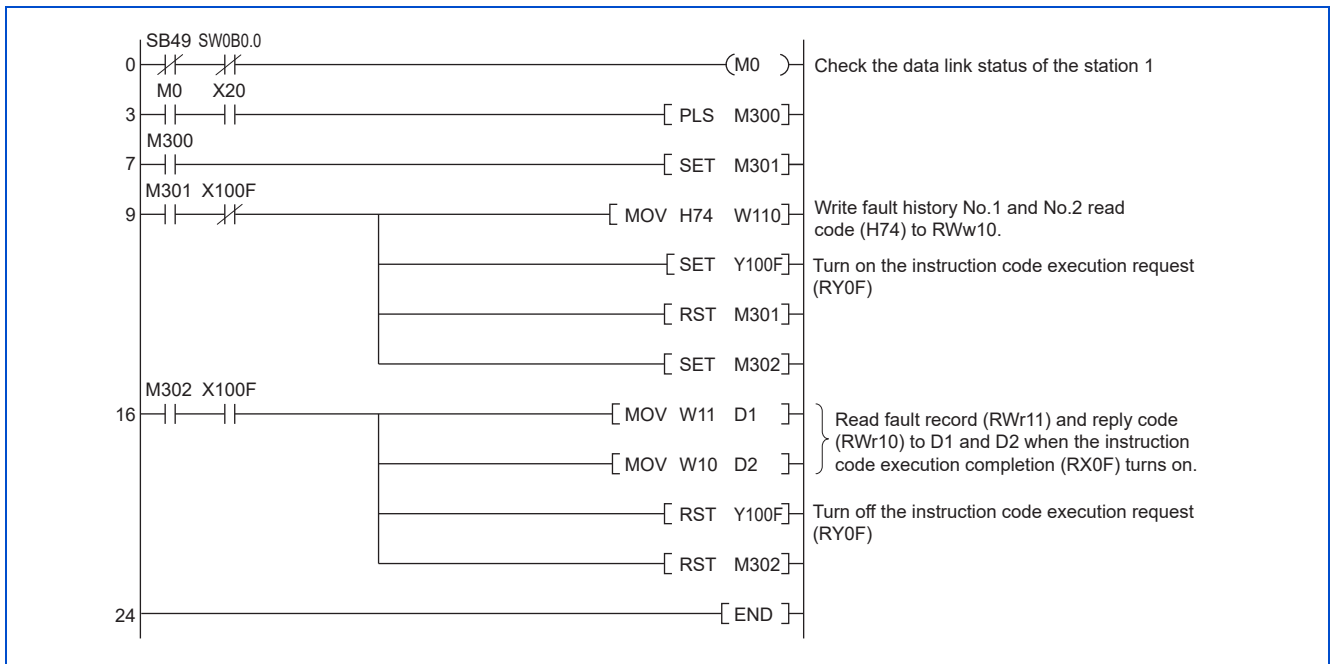 SB49 SW0B0.0
0 (M0 ) Check the data link status of the station 1
M0 X20
3 [ PLS M300]
M300
7 [ SET M301]
M301 X100F
9 [ MOV H74 W110] Write fault history No.1 and No.2 read
code (H74) to RWw10.
[ SET Y100F] Turn on the instruction code execution request
(RY0F)
[ RST M301]
[ SET M302]
M302 X100F
16 [ MOV W11 D1 ] Read fault record (RWr11) and reply code
(RWr10) to D1 and D2 when the instruction
[ MOV W10 D2 ] code execution completion (RX0F) turns on.
[ RST Y100F] Turn off the instruction code execution request
(RY0F)
[ RST M302]
24 [ END ]